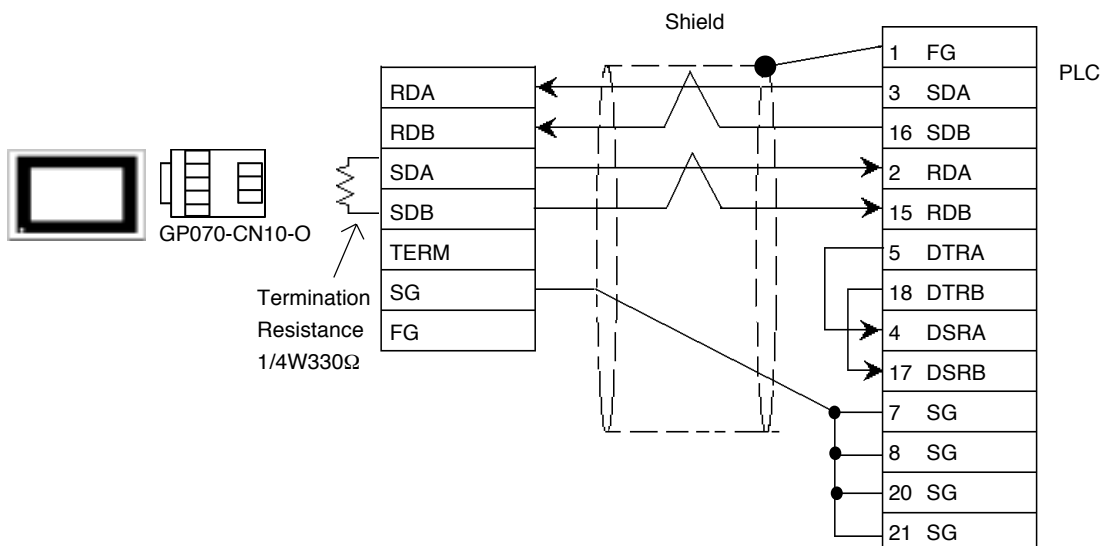 Shield
PLC
GP070-CN10-O
RDA
RDB
SDA
SDB
TERM
SG
FG
Termination
Resistance
1/4W330Ω
1 FG
3 SDA
16 SDB
2 RDA
15 RDB
5 DTRA
18 DTRB
4 DSRA
17 DSRB
7 SG
8 SG
20 SG
21 SG